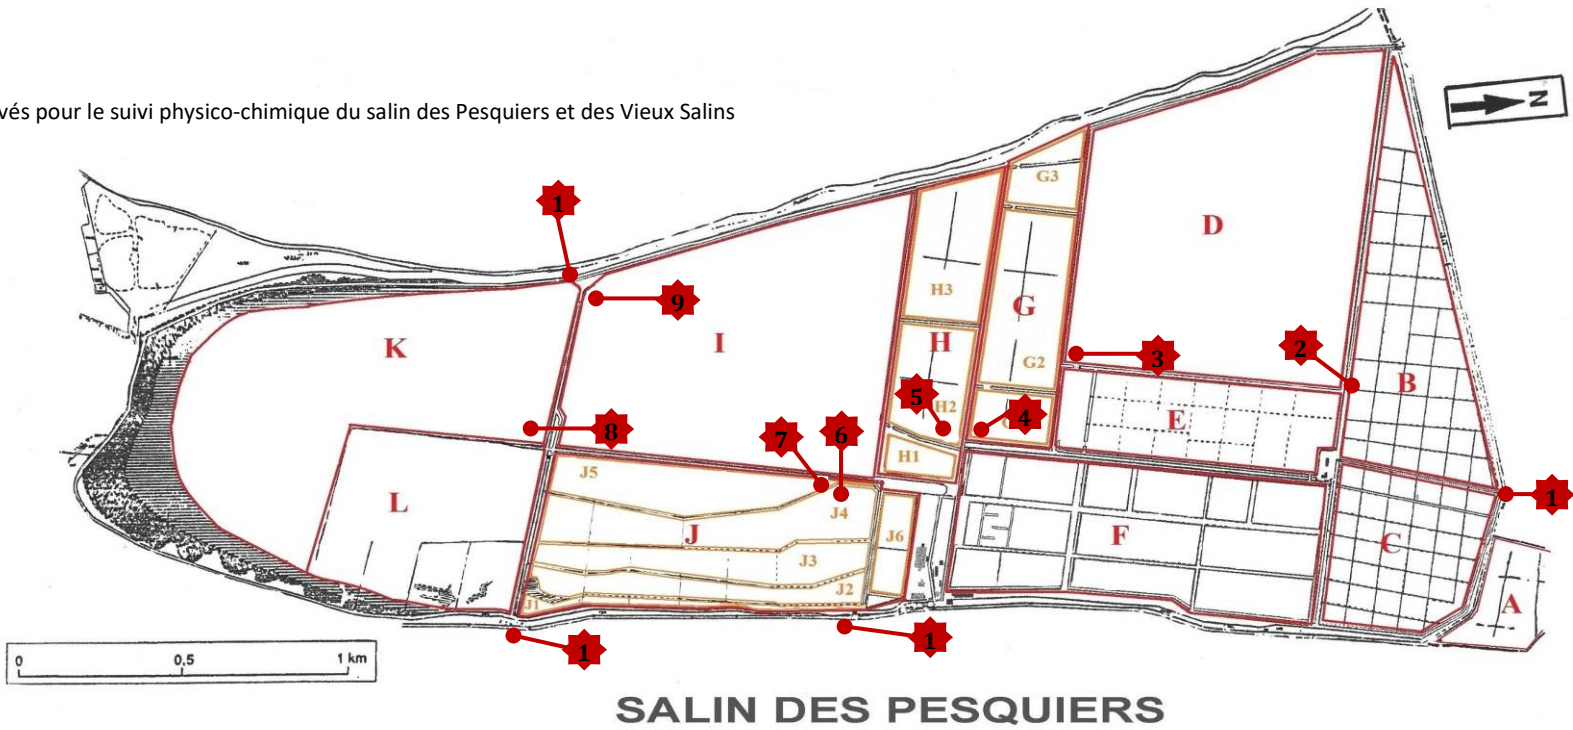 vés pour le suivi physico-chimique du salin des Pesquiers et des Vieux Salins
N
1
9
K
I
H3
H
H2
5
H1
G3
G
G2
4
3
D
2
B
E
8
7
6
J5
J4
J
J3
J2
J1
J6
L
F
C
1
A
1
1
0
0,5
1 km
SALIN DES PESQUIERS